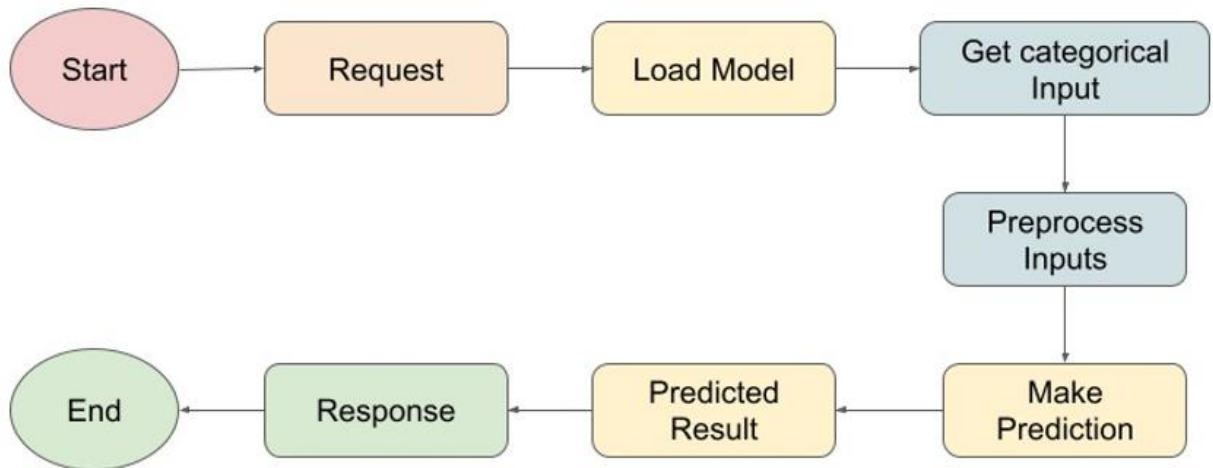 Start
Request
Load Model
Get categorical
Input
Preprocess
Inputs
Make
Prediction
Predicted
Result
Response
End